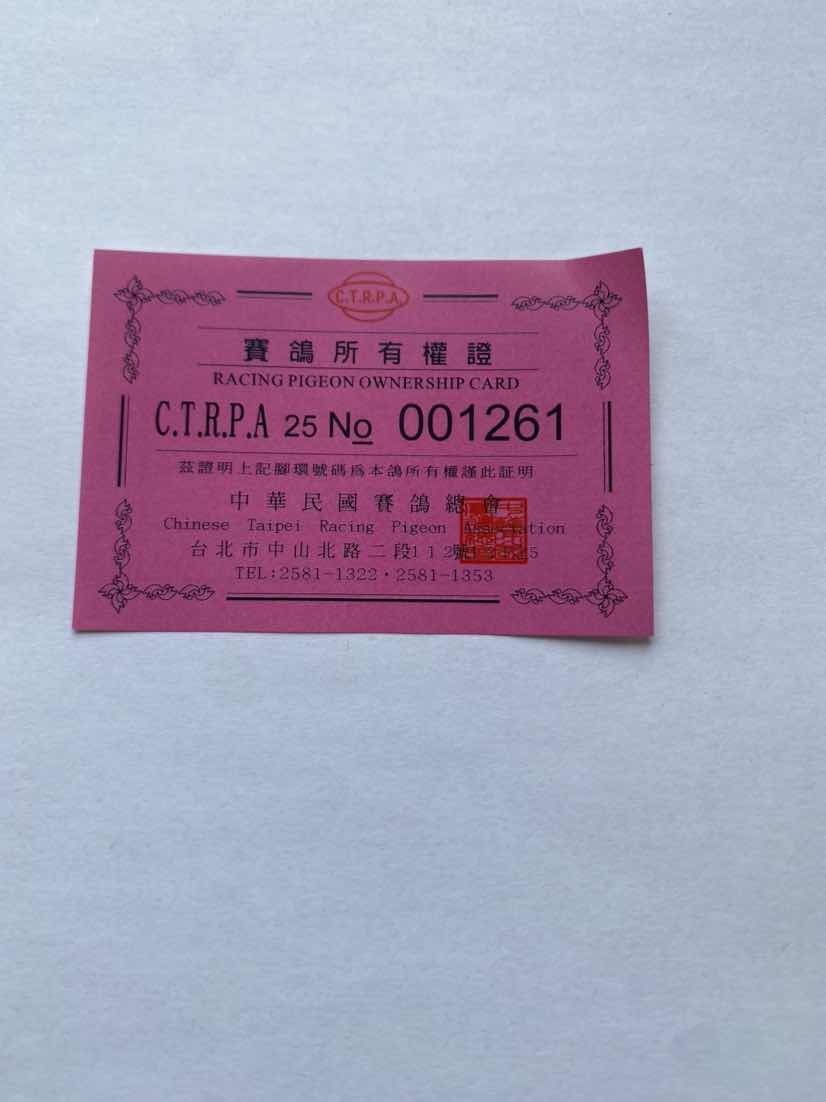 C.T.R.P.A
賽鴿所有權證
RACING PIGEON OWNERSHIP CARD
C.T.R.P.A 25 No 001261
茲證明上記腳環號碼爲本鴿所有權謹此証明
中華民國賽鴿總會
Chinese Taipei Racing Pigeon Association
台北市中山北路二段112號
TEL:2581-1322・2581-1353